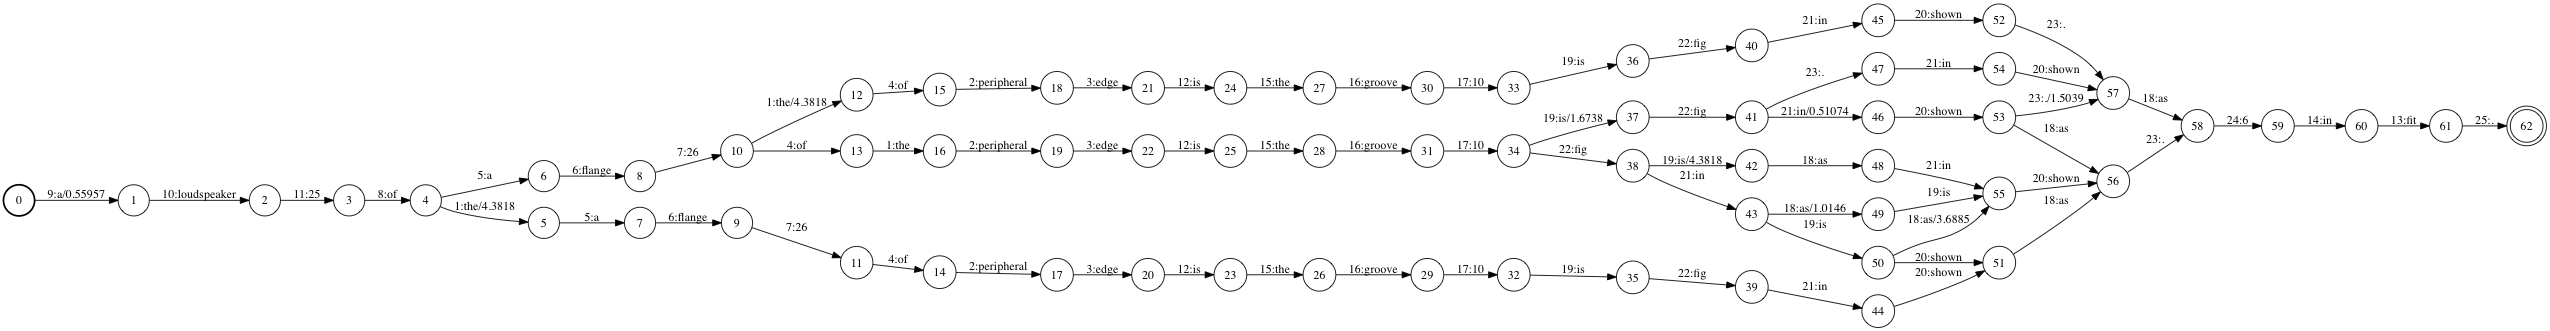 45 20:shown 52
21:in 23:.
22:fig 40
19:is 36 47 21:in 54
23:. 20:shown
1:the/4.3818 12 4:of 15 2:peripheral 18 3:edge 21 12:is 24 15:the 27 16:groove 30 17:10 33
23:./1.5039 57 18:as
19:is/1.6738 37 22:fig 41 21:in/0.51074 46 20:shown 53
18:as 58 24:6 59 14:in 60 13:fit 61 25:. 62
7:26 10 4:of 13 1:the 16 2:peripheral 19 3:edge 22 12:is 25 15:the 28 16:groove 31 17:10 34 22:fig 23:.
38 19:is/4.3818 42 18:as 48 21:in
5:a 6 6:flange 8 21:in 20:shown 56
0 9:a/0.55957 1 10:loudspeaker 2 11:25 3 8:of 4 19:is 55 18:as
1:the/4.3818 5 5:a 7 6:flange 9 43 18:as/1.0146 49 18:as/3.6885
7:26 19:is
11 4:of 14 2:peripheral 17 3:edge 20 12:is 23 15:the 26 16:groove 29 17:10 32 19:is 35 22:fig 39 50 20:shown 51
21:in 20:shown
44